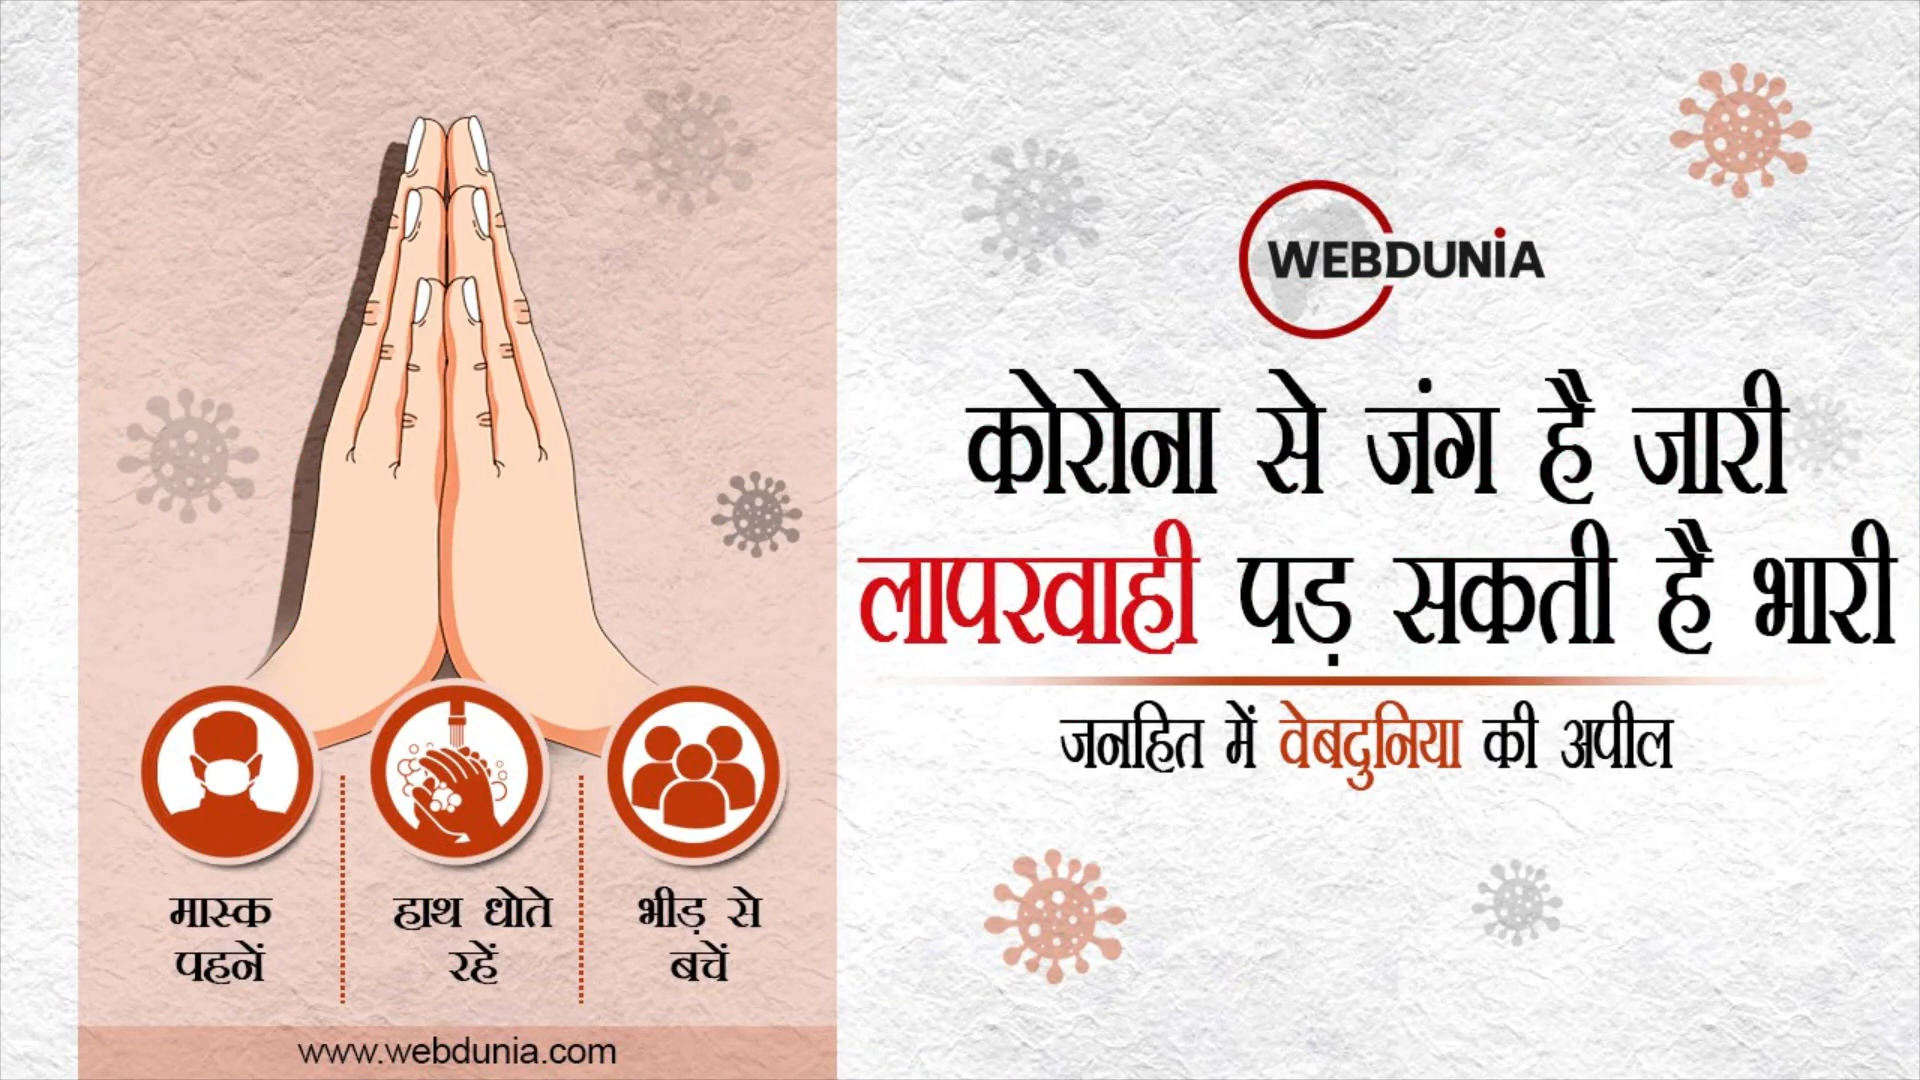 मास्क
पहनें
हाथ धोते
रहें
भीड़ से
बचें
www.webdunia.com
WEBDUNiA
कोरोना से जंग है जारी
लापरवाही पड़ सकती है भारी
जनहित में वेबदुनिया की अपील